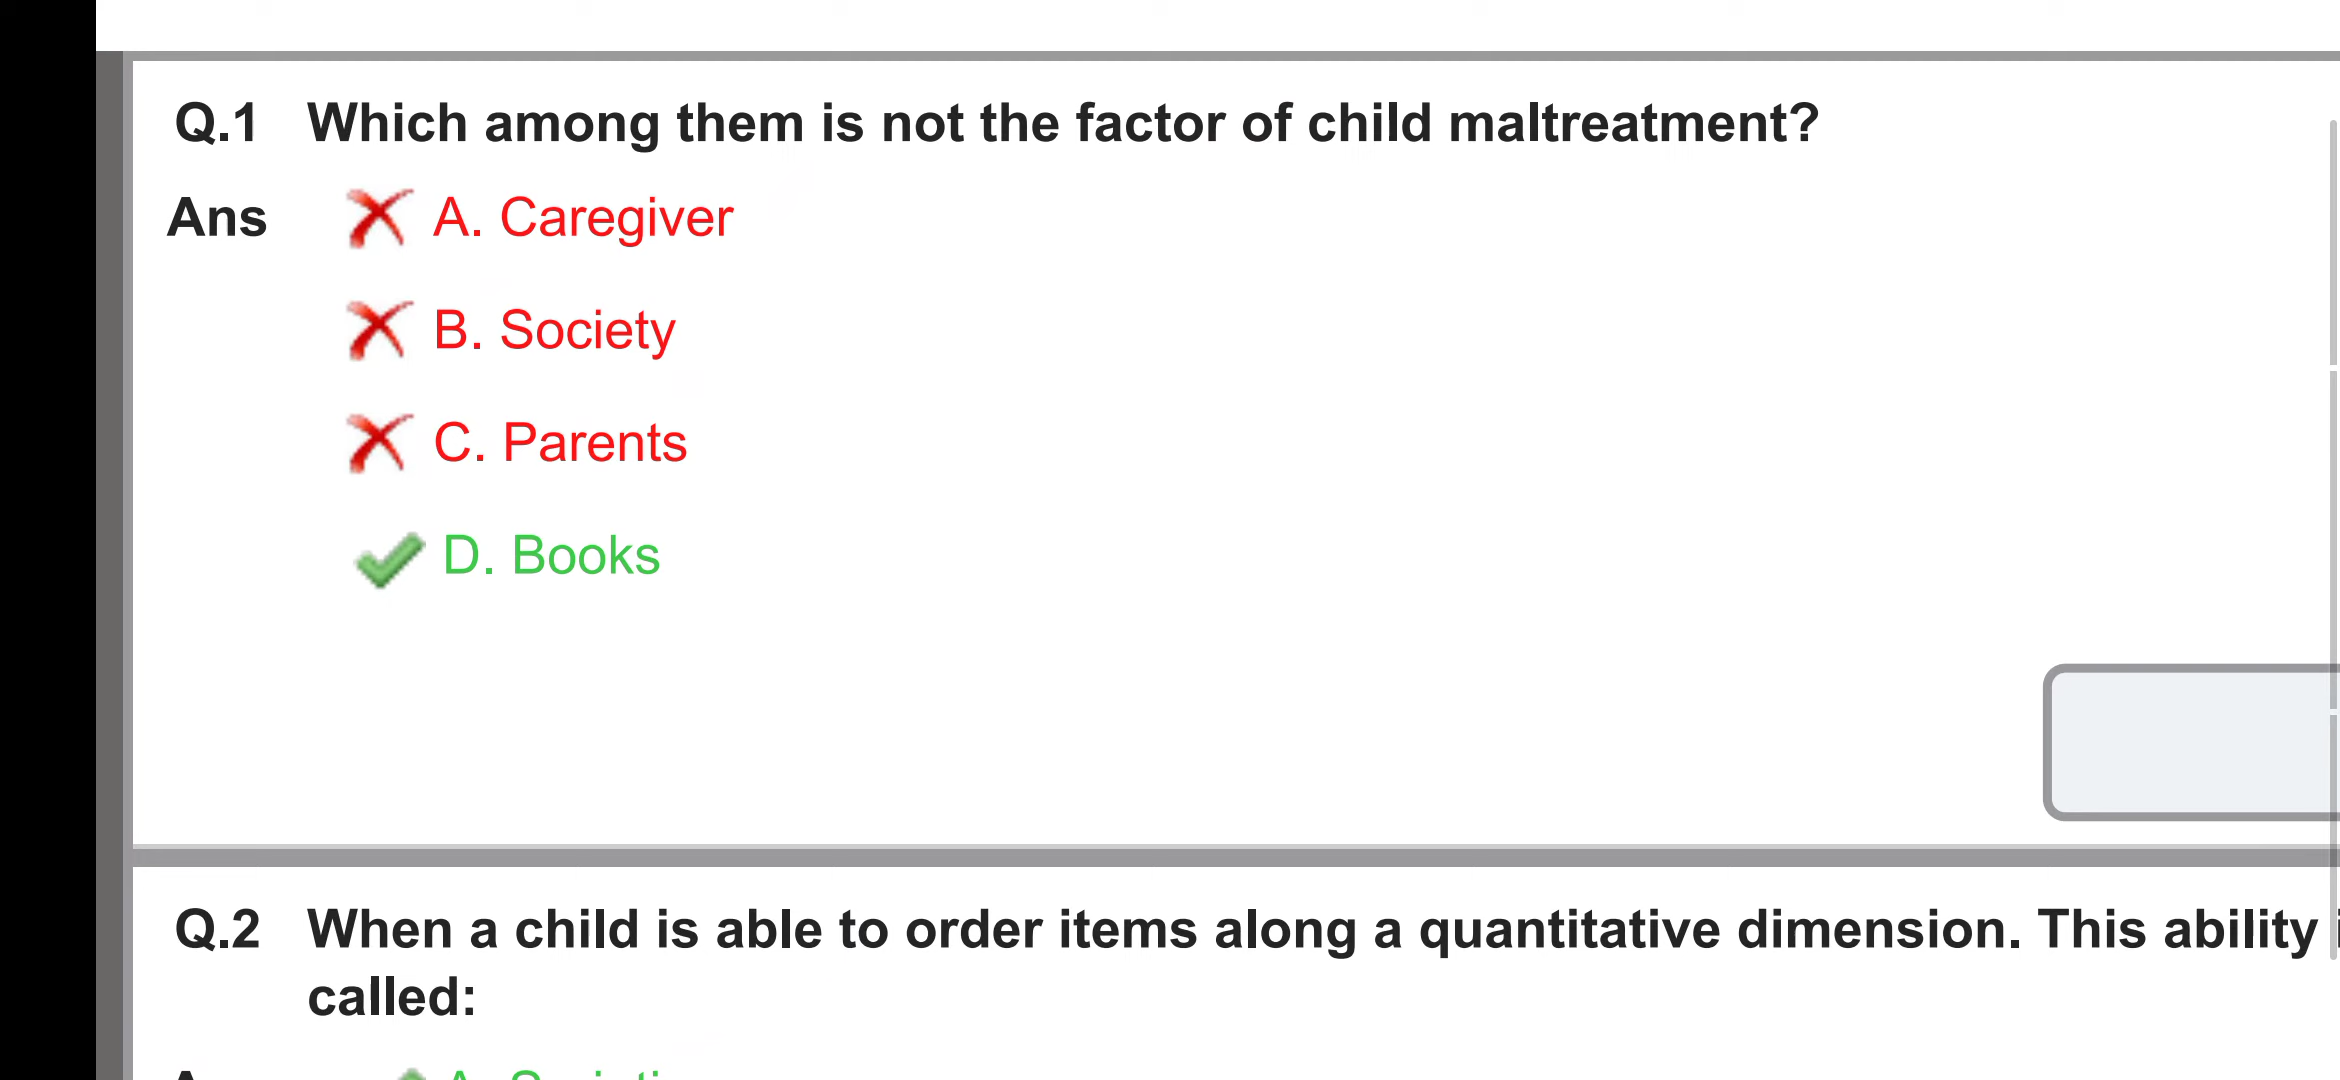 Q.1 Which among them is not the factor of child maltreatment?
Ans A. Caregiver
B. Society
C. Parents
D. Books
Q.2 When a child is able to order items along a quantitative dimension. This ability
called: